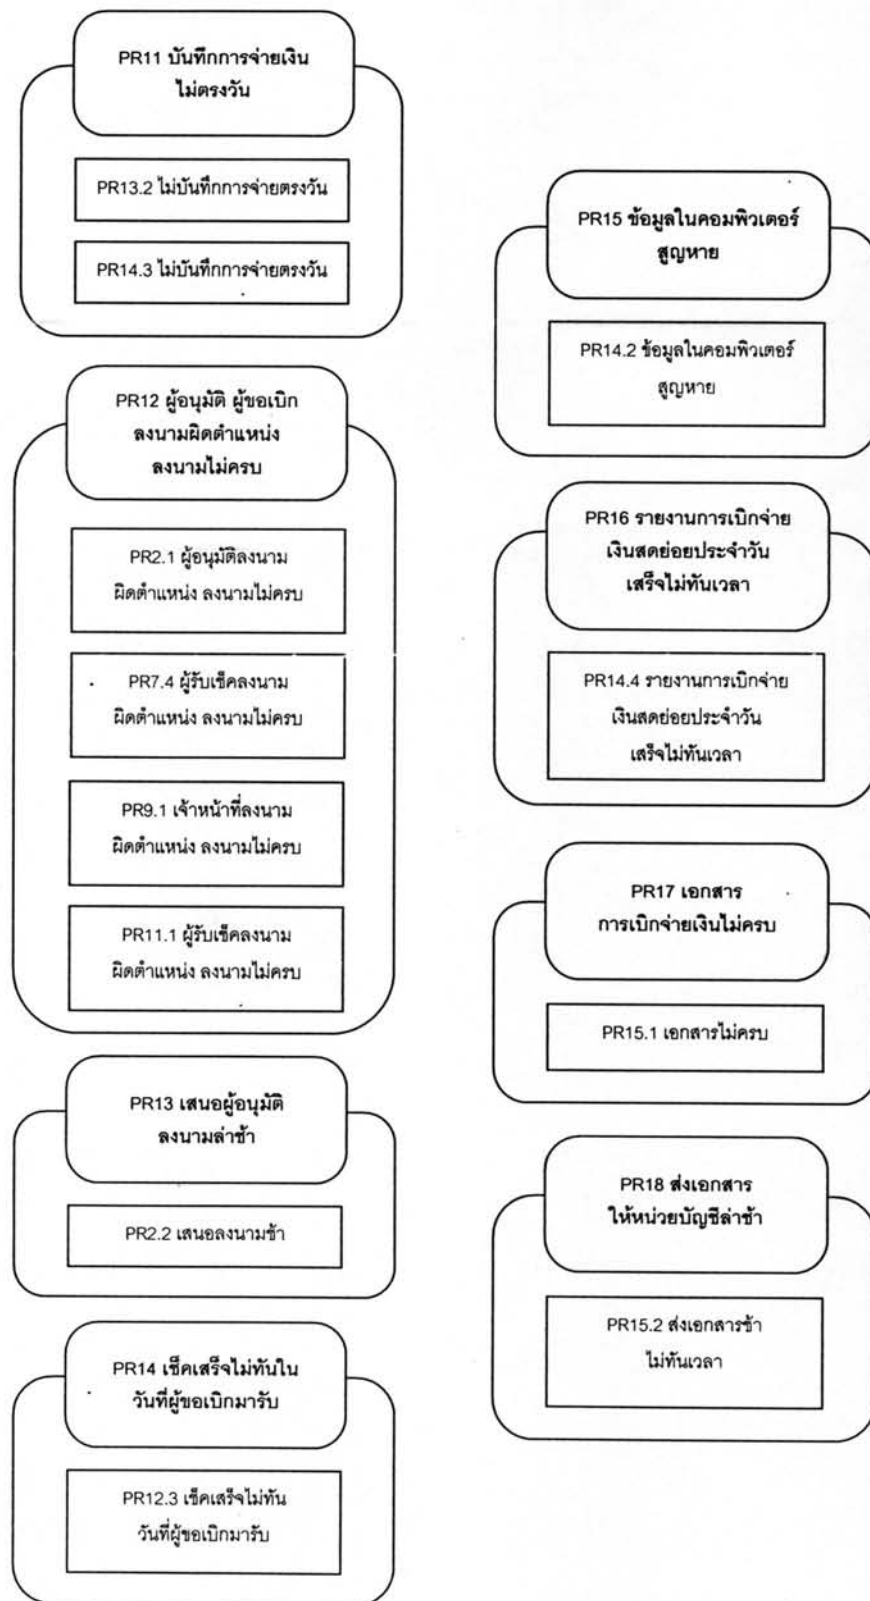 PR11 บันทึกการจ่ายเงิน
ไม่ตรงวัน
PR13.2 ไม่บันทึกการจ่ายตรงวัน
PR14.3 ไม่บันทึกการจ่ายตรงวัน
PR12 ผู้อนุมัติ ผู้ขอเบิก
ลงนามผิดตำแหน่ง
ลงนามไม่ครบ
PR2.1 ผู้อนุมัติลงนาม
ผิดตำแหน่ง ลงนามไม่ครบ
PR7.4 ผู้รับเช็คลงนาม
ผิดตำแหน่ง ลงนามไม่ครบ
PR9.1 เจ้าหน้าที่ลงนาม
ผิดตำแหน่ง ลงนามไม่ครบ
PR11.1 ผู้รับเช็คลงนาม
ผิดตำแหน่ง ลงนามไม่ครบ
PR13 เสนอผู้อนุมัติ
ลงนามล่าช้า
PR2.2 เสนอลงนามช้า
PR14 เช็คเสร็จไม่ทันใน
วันที่ผู้ขอเบิกมารับ
PR12.3 เช็คเสร็จไม่ทัน
วันที่ผู้ขอเบิกมารับ
PR15 ข้อมูลในคอมพิวเตอร์
สูญหาย
PR14.2 ข้อมูลในคอมพิวเตอร์
สูญหาย
PR16 รายงานการเบิกจ่าย
เงินสดย่อยประจำวัน
เสร็จไม่ทันเวลา
PR14.4 รายงานการเบิกจ่าย
เงินสดย่อยประจำวัน
เสร็จไม่ทันเวลา
PR17 เอกสาร
การเบิกจ่ายเงินไม่ครบ
PR15.1 เอกสารไม่ครบ
PR18 ส่งเอกสาร
ให้หน่วยบัญชีล่าช้า
PR15.2 ส่งเอกสารช้า
ไม่ทันเวลา